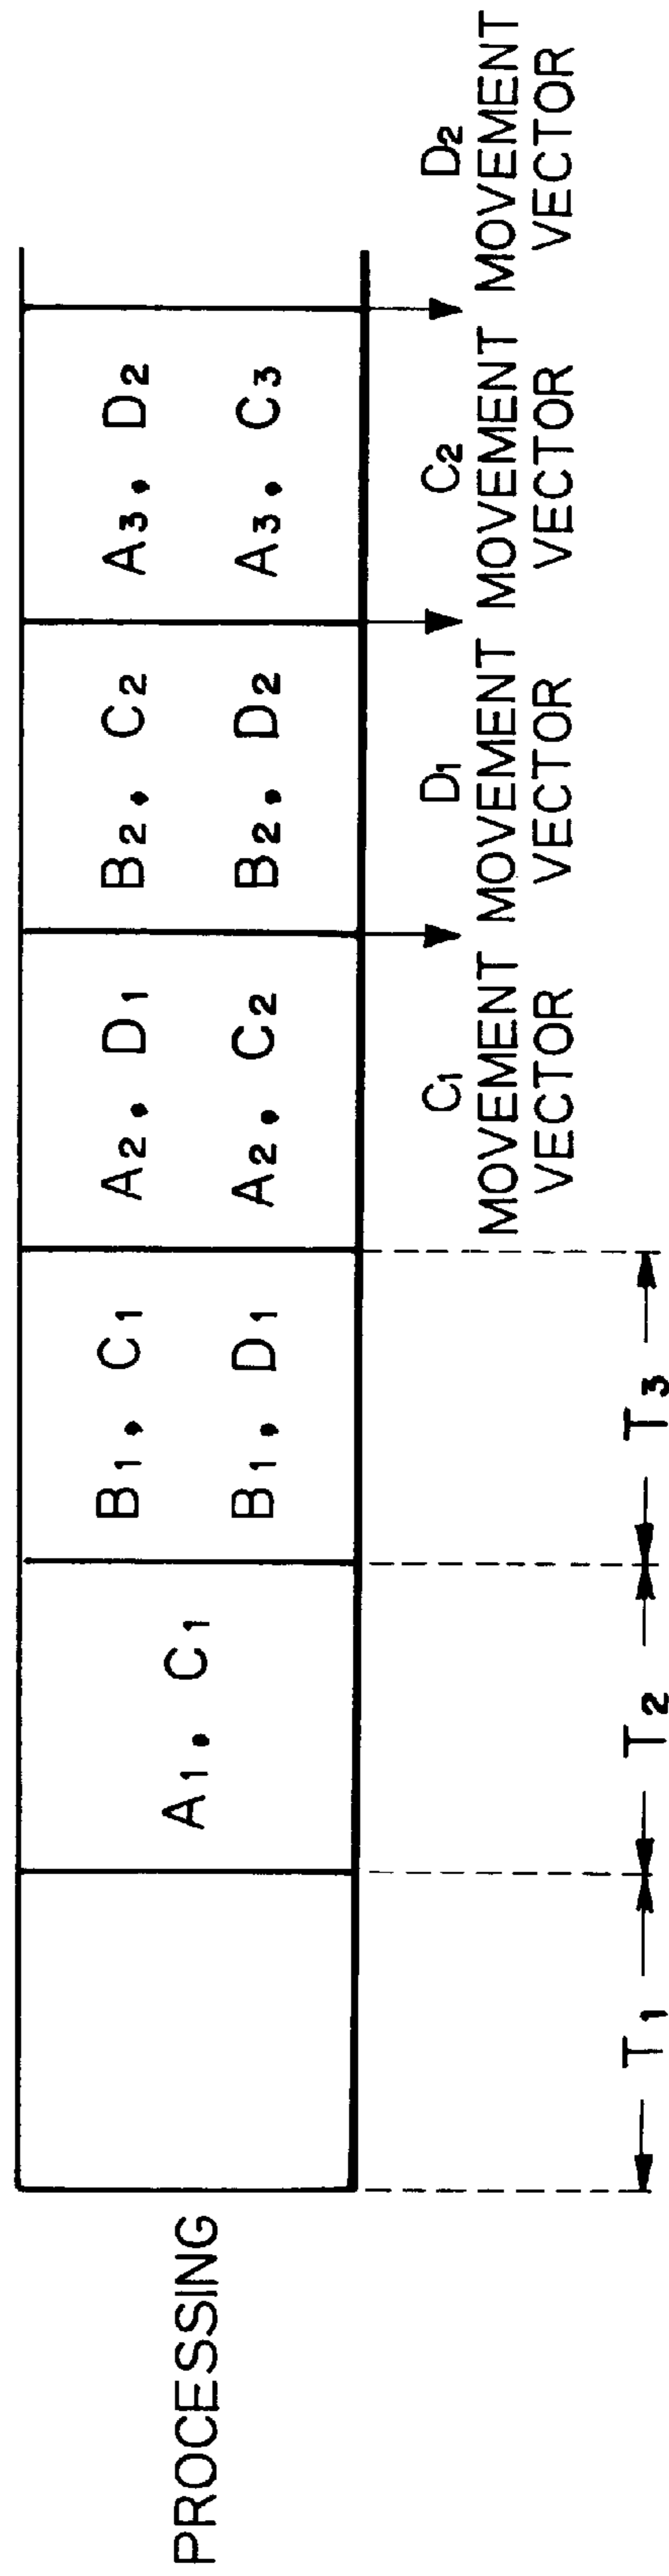 PROCESSING
A1. C1
B1. C1
B1. D1
A2. D1
A2. C2
B2. C2
B2. D2
A3. D2
A3. C3
C1
MOVEMENT
VECTOR
D1
MOVEMENT
VECTOR
C2
MOVEMENT
VECTOR
D2
MOVEMENT
VECTOR
T1
T2
T3